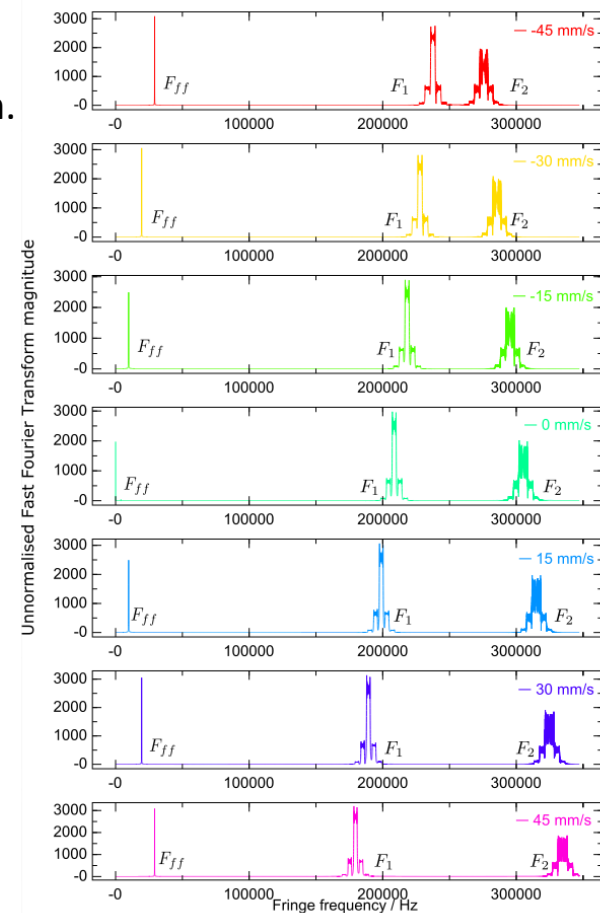 n.
Unnormalised Fast Fourier Transform magnitude
3000
2000
1000
-0
F_ff
F_1
F_2
— -45 mm/s
-0
100000
200000
300000
3000
2000
1000
-0
F_ff
F_1
F_2
— -30 mm/s
-0
100000
200000
300000
3000
2000
1000
-0
F_ff
F_1
F_2
— -15 mm/s
-0
100000
200000
300000
3000
2000
1000
-0
F_ff
F_1
F_2
— 0 mm/s
-0
100000
200000
300000
3000
2000
1000
-0
F_ff
F_1
F_2
— 15 mm/s
-0
100000
200000
300000
3000
2000
1000
-0
F_ff
F_1
F_2
— 30 mm/s
-0
100000
200000
300000
3000
2000
1000
-0
F_ff
F_1
F_2
— 45 mm/s
-0
100000
200000
300000
Fringe frequency / Hz